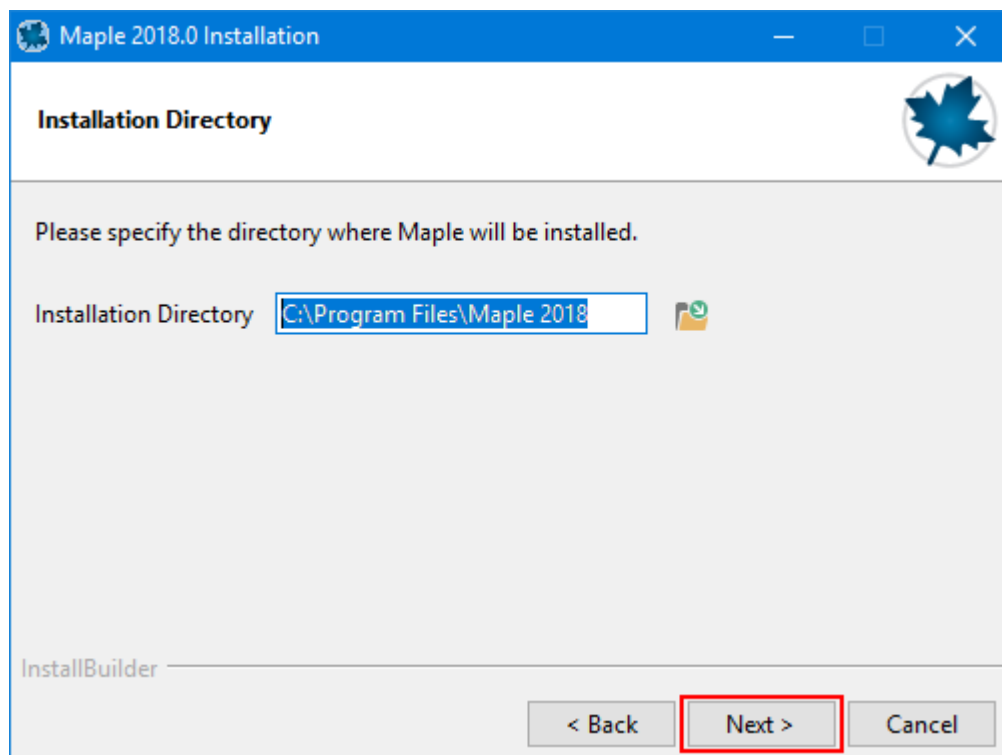 Maple 2018.0 Installation
Installation Directory
Please specify the directory where Maple will be installed.
Installation Directory C:\Program Files\Maple 2018
InstallBuilder
< Back Next > Cancel